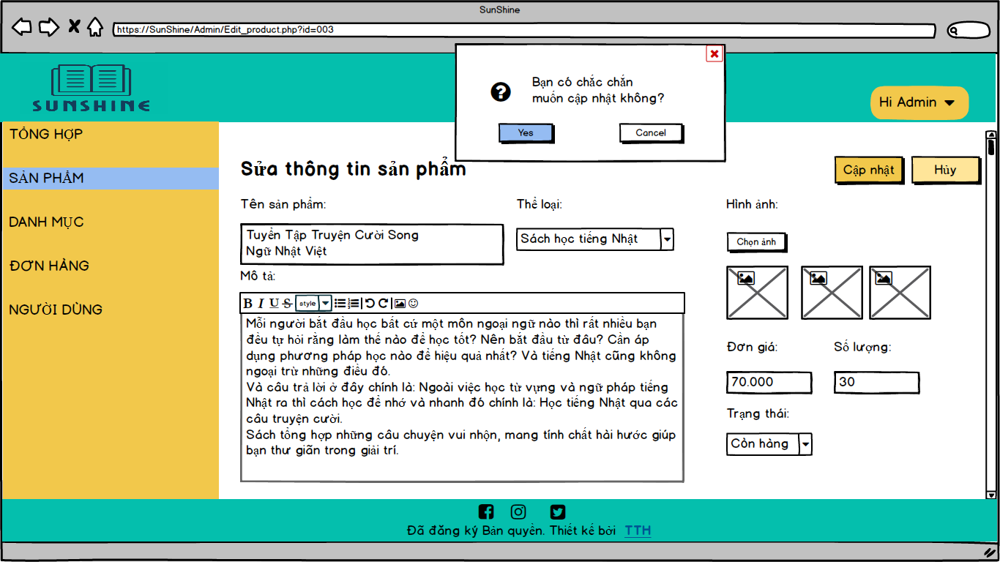 SunShine
https://SunShine/Admin/Edit_product.php?id=003
Bạn có chắc chắn
muốn cập nhật không?
Yes
Cancel
SUNSHINE
Hi Admin
TỔNG HỢP
SẢN PHẨM
DANH MỤC
ĐƠN HÀNG
NGƯỜI DÙNG
Sửa thông tin sản phẩm
Cập nhật
Hủy
Tên sản phẩm:
Thể loại:
Hình ảnh:
Tuyển Tập Truyện Cười Song
Ngữ Nhật Việt
Sách học tiếng Nhật
Chọn ảnh
Mô tả:
B I U S style
Mỗi người bắt đầu học bất cứ một môn ngoại ngữ nào thì rất nhiều bạn
đều tự hỏi rằng làm thế nào để học tốt? Nên bắt đầu từ đâu? Cần áp
dụng phương pháp học nào để hiệu quả nhất? Và tiếng Nhật cũng không
ngoại trừ những điều đó.
Và câu trả lời ở đây chính là: Ngoài việc học từ vựng và ngữ pháp tiếng
Nhật ra thì cách học dễ nhớ và nhanh đó chính là: Học tiếng Nhật qua các
câu truyện cười.
Sách tổng hợp những câu chuyện vui nhộn, mang tính chất hài hước giúp
bạn thư giãn trong giải trí.
Đơn giá:
Số lượng:
70.000
30
Trạng thái:
Còn hàng
Đã đăng ký Bản quyền. Thiết kế bởi TTH